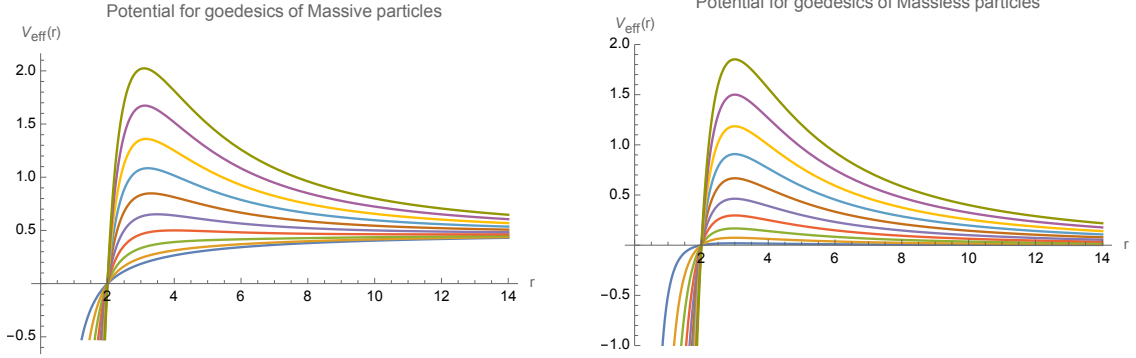 Potential for goedesics of Massive particles
V_eff(r)
2.0
1.5
1.0
0.5
-0.5
2 4 6 8 10 12 14 r
Potential for goedesics of Massless particles
V_eff(r)
2.0
1.5
1.0
0.5
-0.5
-1.0
2 4 6 8 10 12 14 r